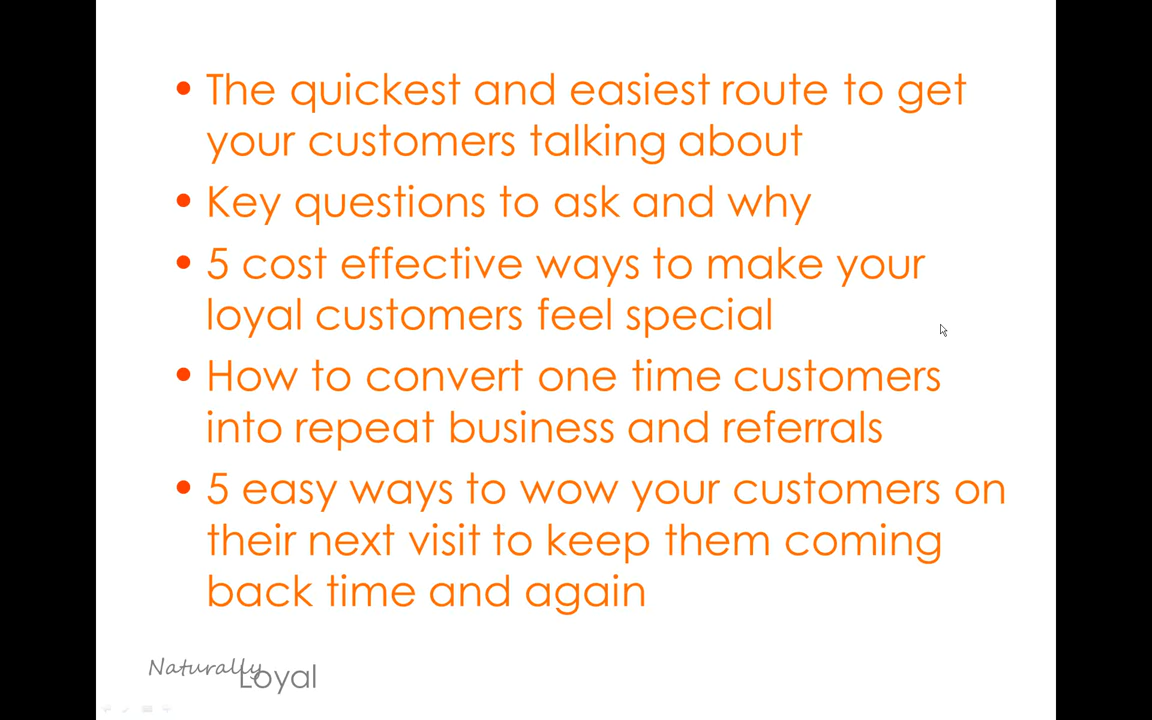 • The quickest and easiest route to get
your customers talking about
• Key questions to ask and why
• 5 cost effective ways to make your
loyal customers feel special
• How to convert one time customers
into repeat business and referrals
• 5 easy ways to wow your customers on
their next visit to keep them coming
back time and again
Naturally
Loyal